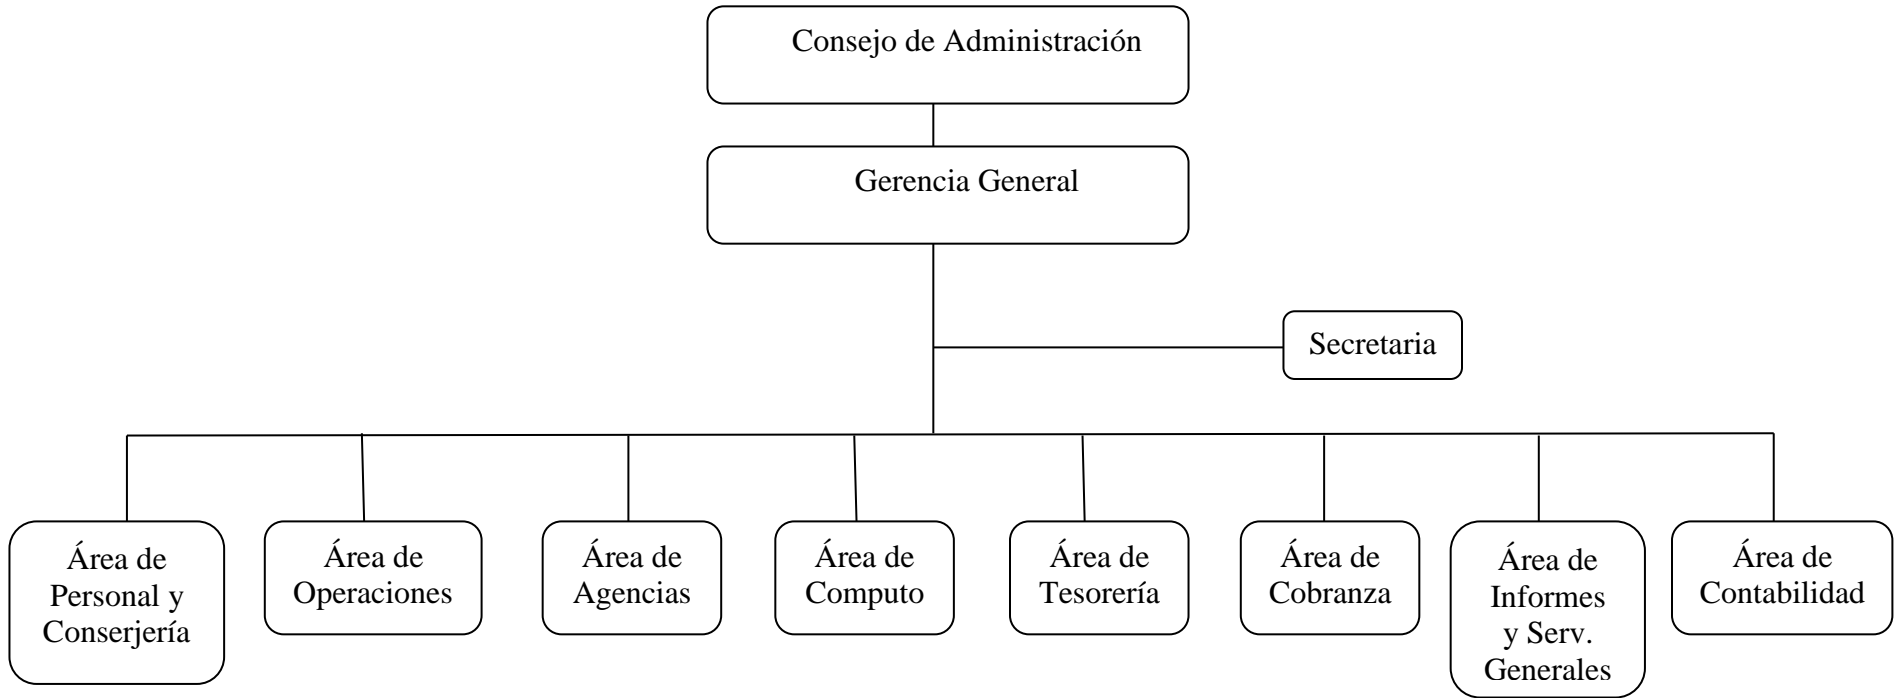 Consejo de Administración
Gerencia General
Secretaria
Área de
Personal y
Conserjería
Área de
Operaciones
Área de
Agencias
Área de
Computo
Área de
Tesorería
Área de
Cobranza
Área de
Informes
y Serv.
Generales
Área de
Contabilidad